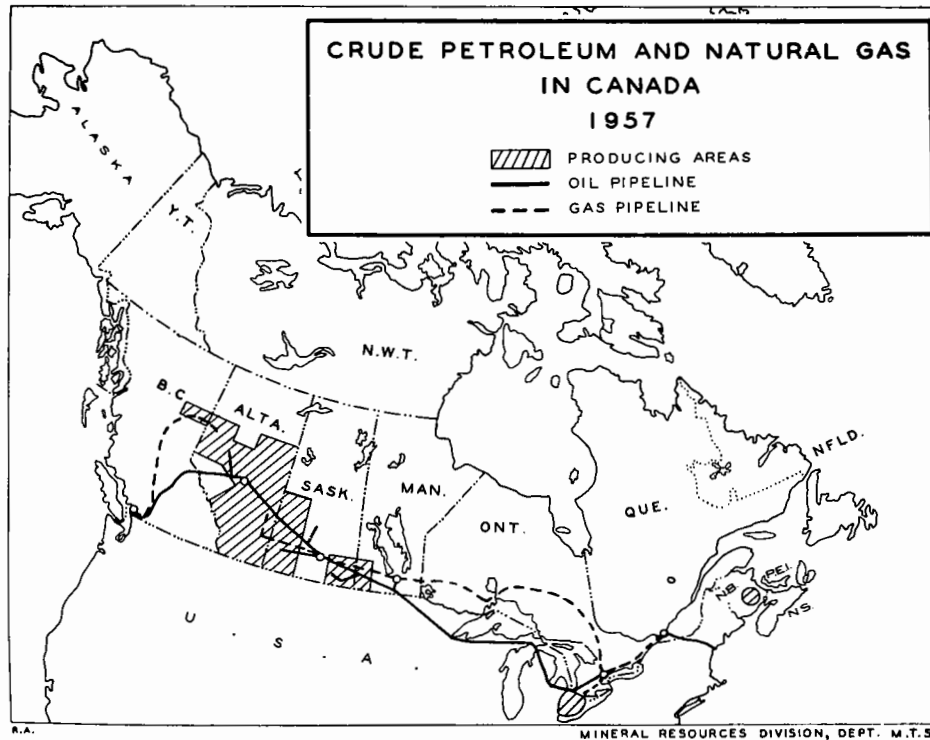 CRUDE PETROLEUM AND NATURAL GAS
IN CANADA
1957
PRODUCING AREAS
OIL PIPELINE
GAS PIPELINE
ALASKA
Y.T.
N.W.T.
B.C.
ALTA.
SASK.
MAN.
ONT.
QUE.
NFLD.
P.E.I.
N.B.
N.S.
U. S. A.
R.A.
MINERAL RESOURCES DIVISION, DEPT. M.T.S